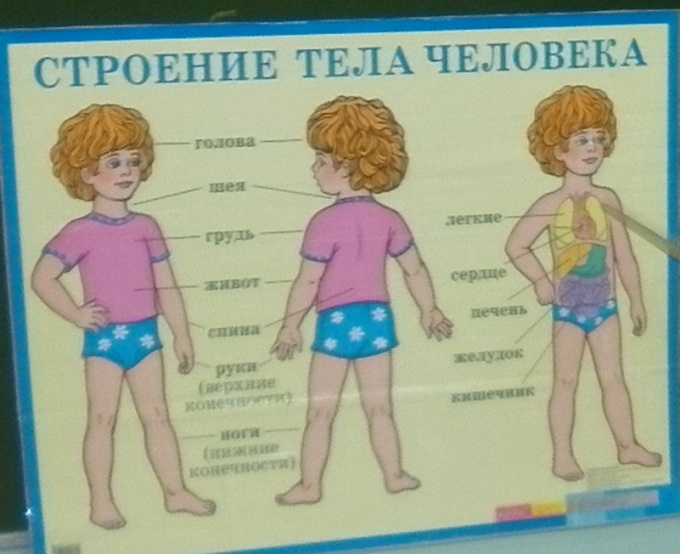 СТРОЕНИЕ ТЕЛА ЧЕЛОВЕКА
голова
шея
грудь
живот
спина
руки
(верхние
конечности)
ноги
(нижние
конечности)
легкие
сердце
печень
желудок
кишечник